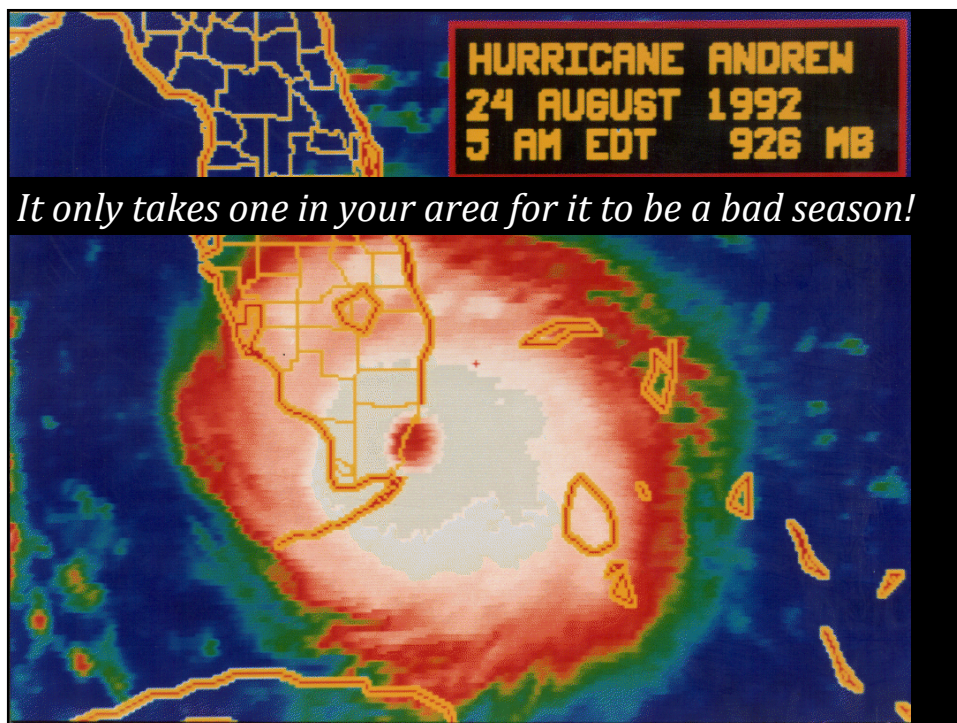 HURRICANE ANDREW
24 AUGUST 1992
5 AM EDT 926 MB
It only takes one in your area for it to be a bad season!